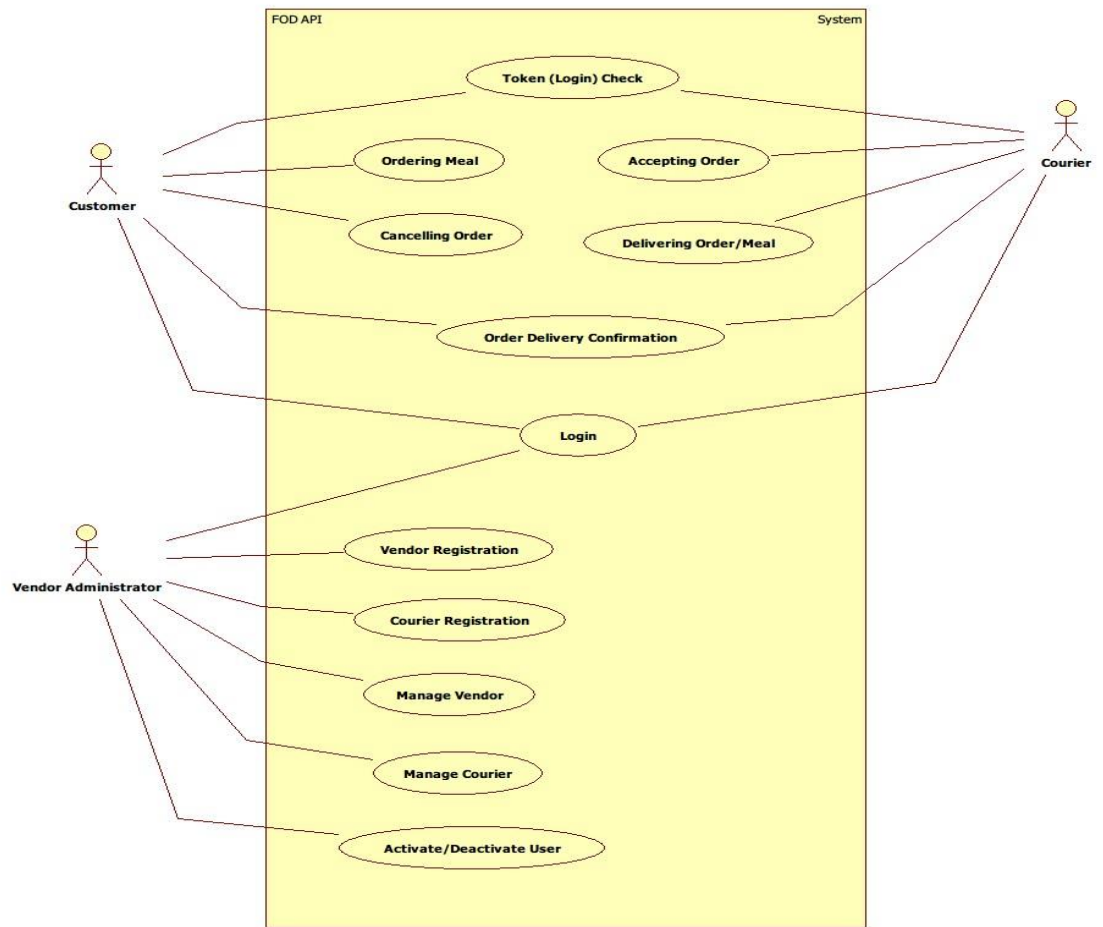 FOD API
System
Token (Login) Check
Ordering Meal
Accepting Order
Courier
Customer
Cancelling Order
Delivering Order/Meal
Order Delivery Confirmation
Login
Vendor Registration
Vendor Administrator
Courier Registration
Manage Vendor
Manage Courier
Activate/Deactivate User